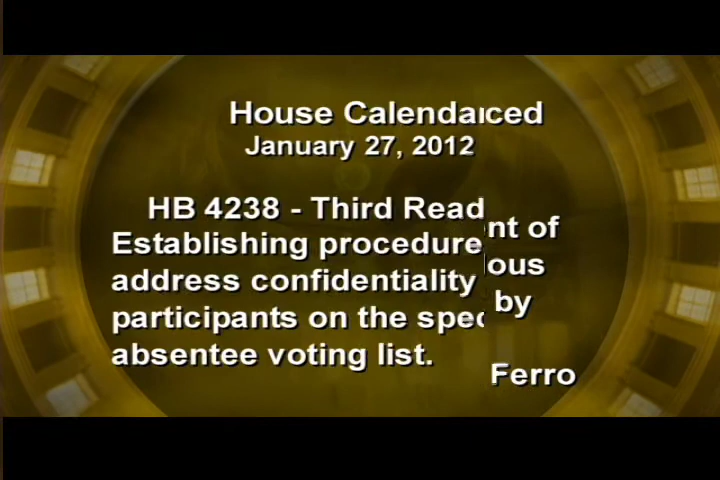 House Calendaced
January 27, 2012
HB 4238 - Third Read
Establishing procedure nt of
address confidentiality ous
participants on the spec by
absentee voting list.
Ferro